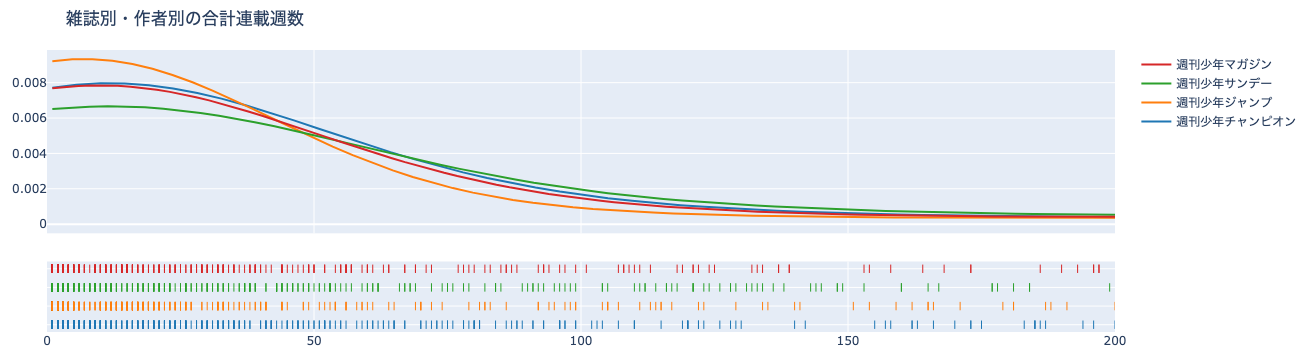 雑誌別・作者別の合計連載週数
0.008
0.006
0.004
0.002
0
週刊少年マガジン
週刊少年サンデー
週刊少年ジャンプ
週刊少年チャンピオン
0 50 100 150 200